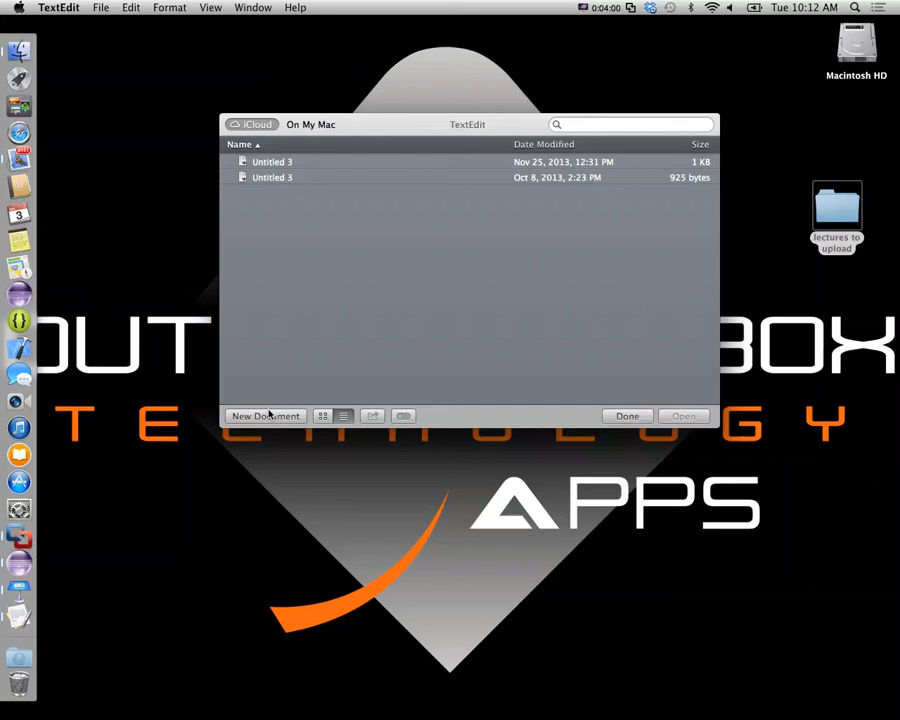 TextEdit File Edit Format View Window Help 0:04:00 Tue 10:12 AM
Macintosh HD
iCloud On My Mac TextEdit
Name Date Modified Size
Untitled 3 Nov 25, 2013, 12:31 PM 1 KB
Untitled 3 Oct 8, 2013, 2:23 PM 925 bytes
lectures to
upload
OUT BOX
New Document Done Open
TECHNOLOGY
APPS